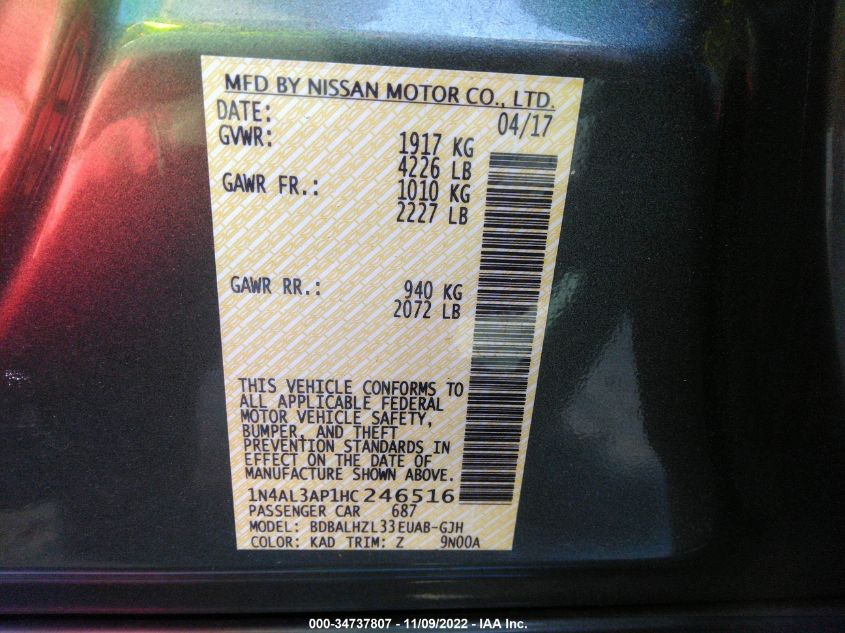 MFD BY NISSAN MOTOR CO., LTD.
DATE: 04/17
GVWR: 1917 KG
4226 LB
GAWR FR.: 1010 KG
2227 LB
GAWR RR.: 940 KG
2072 LB
THIS VEHICLE CONFORMS TO
ALL APPLICABLE FEDERAL
MOTOR VEHICLE SAFETY,
BUMPER, AND THEFT
PREVENTION STANDARDS IN
EFFECT ON THE DATE OF
MANUFACTURE SHOWN ABOVE.
1N4AL3AP1HC246516
PASSENGER CAR 687
MODEL: BDBALHZL33EUAB-GJH
COLOR: KAD TRIM: Z 9N00A
000-34737807 - 11/09/2022 - IAA Inc.